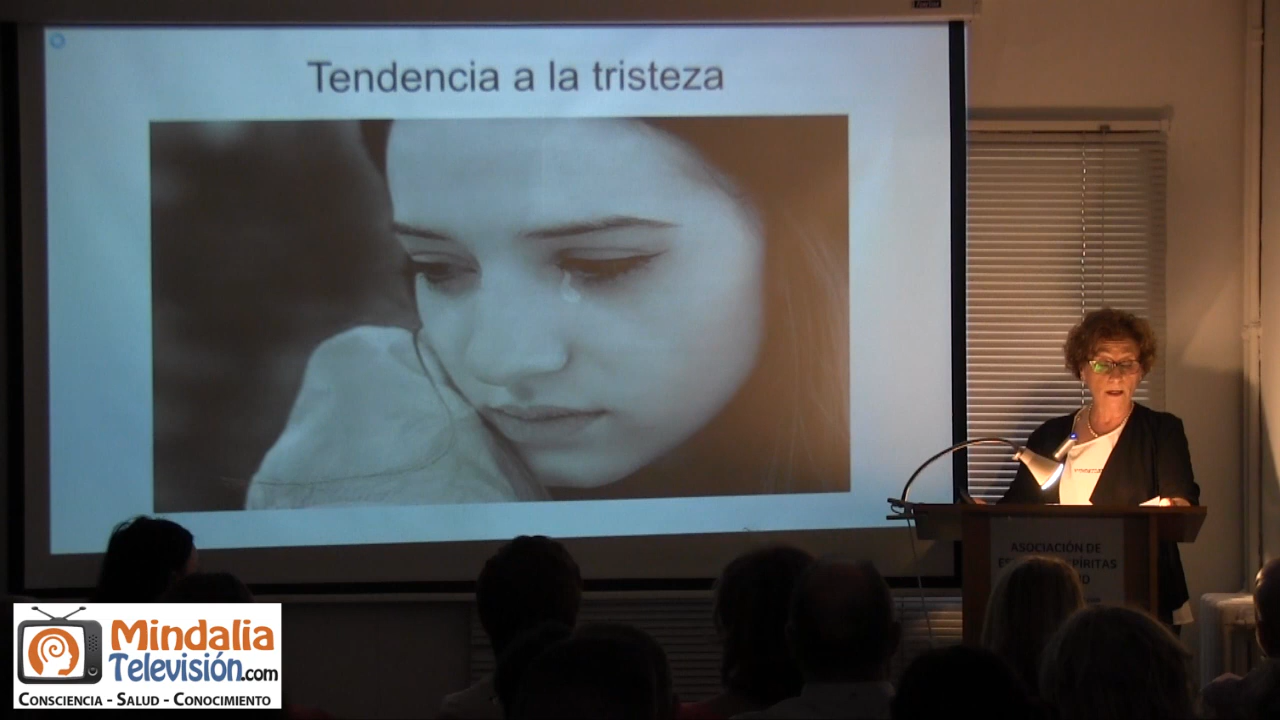 Tendencia a la tristeza
ASOCIACIÓN DE
Mindalia
Televisión.com
CONSCIENCIA - SALUD - CONOCIMIENTO